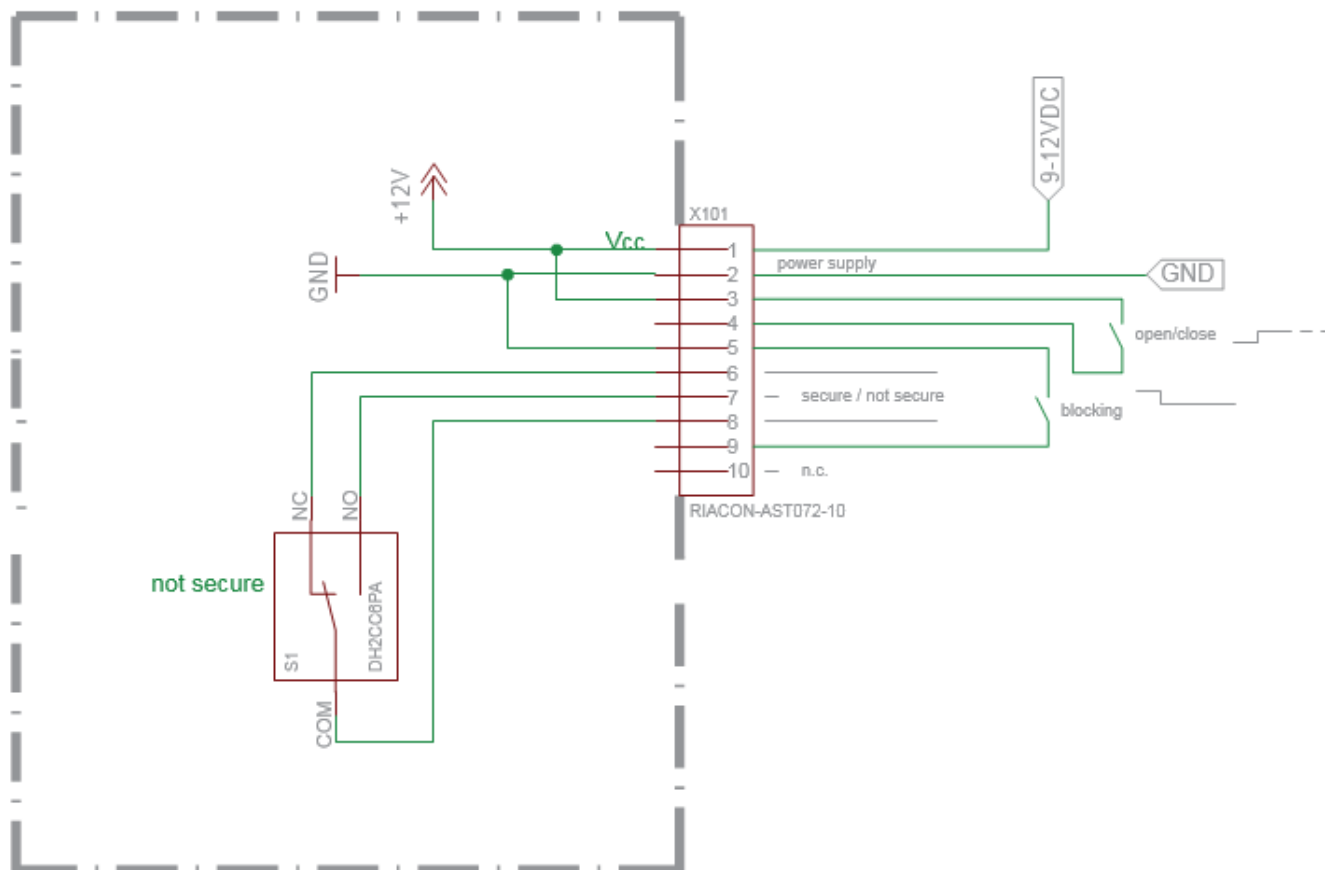 9-12VDC
+12V
X101
Vcc
1
power supply
GND
2
GND
3
4
open/close
5
6
7
secure / not secure
8
blocking
9
10
n.c.
RIACON-AST072-10
NC
NO
not secure
S1
DH2CC6PA
COM